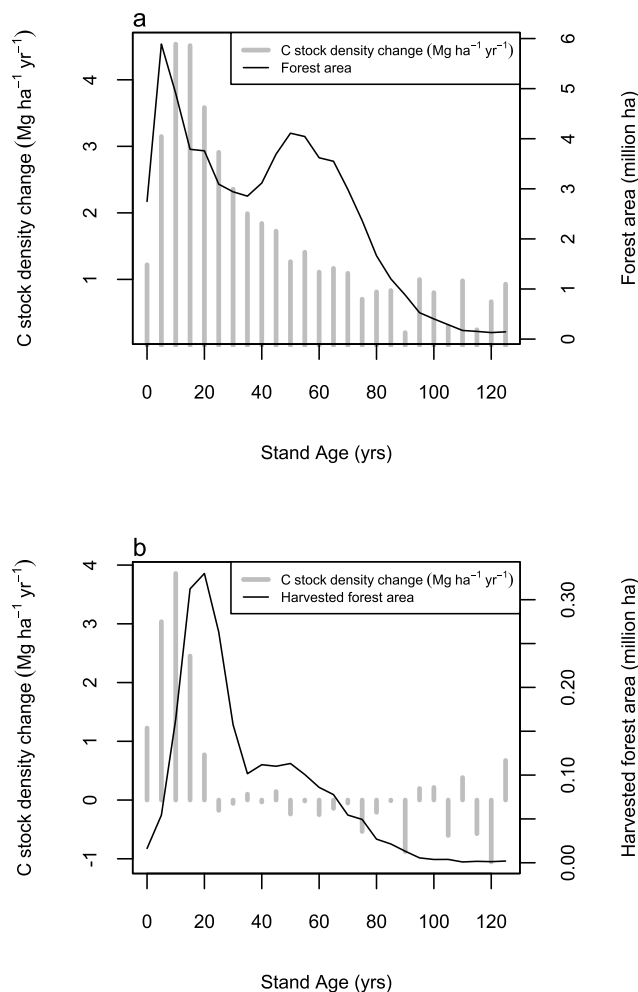 a
C stock density change (Mg ha⁻¹ yr⁻¹)
Forest area
C stock density change (Mg ha⁻¹ yr⁻¹)
1 2 3 4
Forest area (million ha)
0 1 2 3 4 5 6
0 20 40 60 80 100 120
Stand Age (yrs)
b
C stock density change (Mg ha⁻¹ yr⁻¹)
Harvested forest area
C stock density change (Mg ha⁻¹ yr⁻¹)
-1 0 1 2 3 4
Harvested forest area (million ha)
0.00 0.10 0.20 0.30
0 20 40 60 80 100 120
Stand Age (yrs)